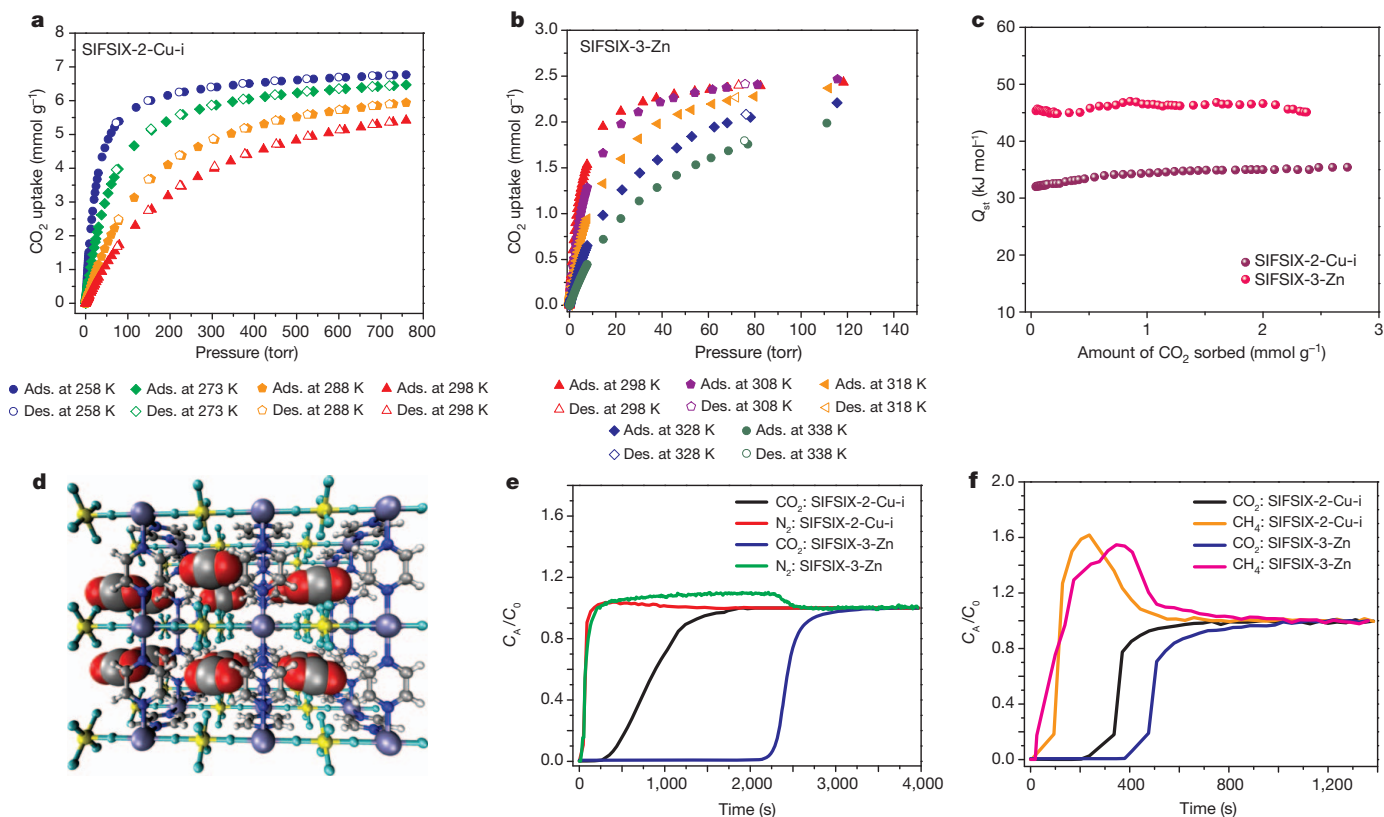 a
SIFSIX-2-Cu-i
CO₂ uptake (mmol g⁻¹)
8
7
6
5
4
3
2
1
0
0 100 200 300 400 500 600 700 800
Pressure (torr)
Ads. at 258 K Ads. at 273 K Ads. at 288 K Ads. at 298 K
Des. at 258 K Des. at 273 K Des. at 288 K Des. at 298 K
b
SIFSIX-3-Zn
CO₂ uptake (mmol g⁻¹)
3.0
2.5
2.0
1.5
1.0
0.5
0.0
0 20 40 60 80 100 120 140
Pressure (torr)
Ads. at 298 K Ads. at 308 K Ads. at 318 K
Des. at 298 K Des. at 308 K Des. at 318 K
Ads. at 328 K Ads. at 338 K
Des. at 328 K Des. at 338 K
c
Qst (kJ mol⁻¹)
60
50
40
30
20
10
SIFSIX-2-Cu-i
SIFSIX-3-Zn
0 1 2 3
Amount of CO₂ sorbed (mmol g⁻¹)
d
e
C_A/C_0
1.6
1.2
0.8
0.4
0.0
CO₂: SIFSIX-2-Cu-i
N₂: SIFSIX-2-Cu-i
CO₂: SIFSIX-3-Zn
N₂: SIFSIX-3-Zn
0 1,000 2,000 3,000 4,000
Time (s)
f
C_A/C_0
2.0
1.6
1.2
0.8
0.4
0.0
CO₂: SIFSIX-2-Cu-i
CH₄: SIFSIX-2-Cu-i
CO₂: SIFSIX-3-Zn
CH₄: SIFSIX-3-Zn
0 400 800 1,200
Time (s)